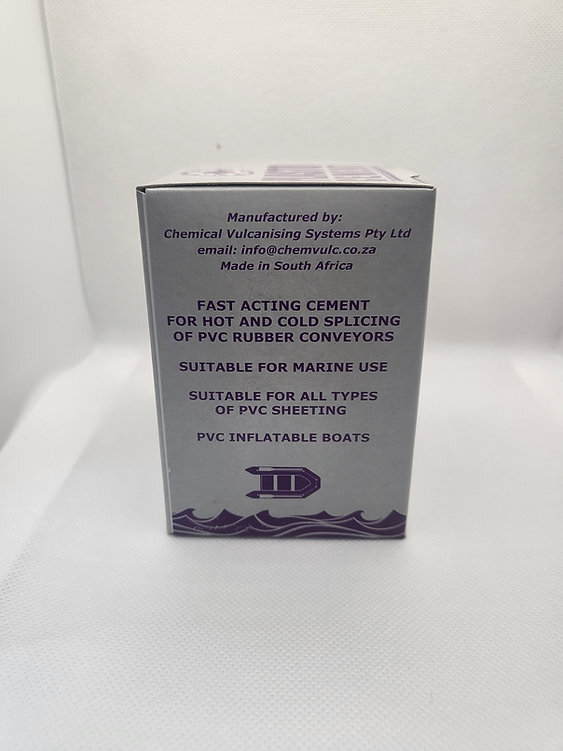 Manufactured by:
Chemical Vulcanising Systems Pty Ltd
email: info@chemvulc.co.za
Made in South Africa
FAST ACTING CEMENT
FOR HOT AND COLD SPLICING
OF PVC RUBBER CONVEYORS
SUITABLE FOR MARINE USE
SUITABLE FOR ALL TYPES
OF PVC SHEETING
PVC INFLATABLE BOATS